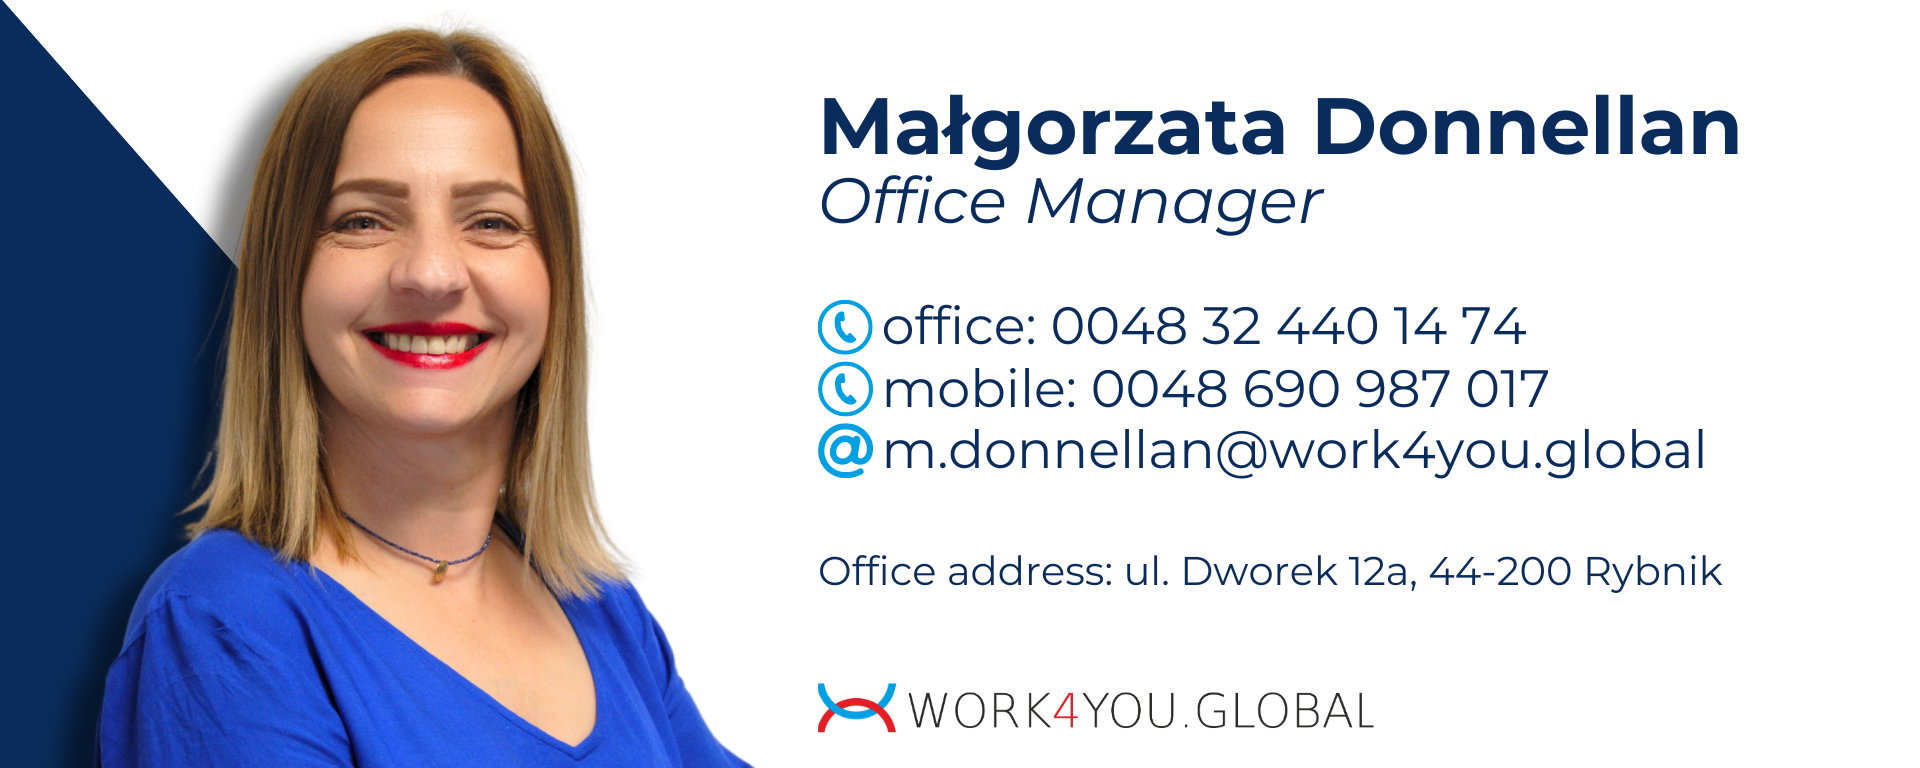 Małgorzata Donnellan
Office Manager
office: 0048 32 440 14 74
mobile: 0048 690 987 017
@ m.donnellan@work4you.global
Office address: ul. Dworek 12a, 44-200 Rybnik
WORK4YOU.GLOBAL